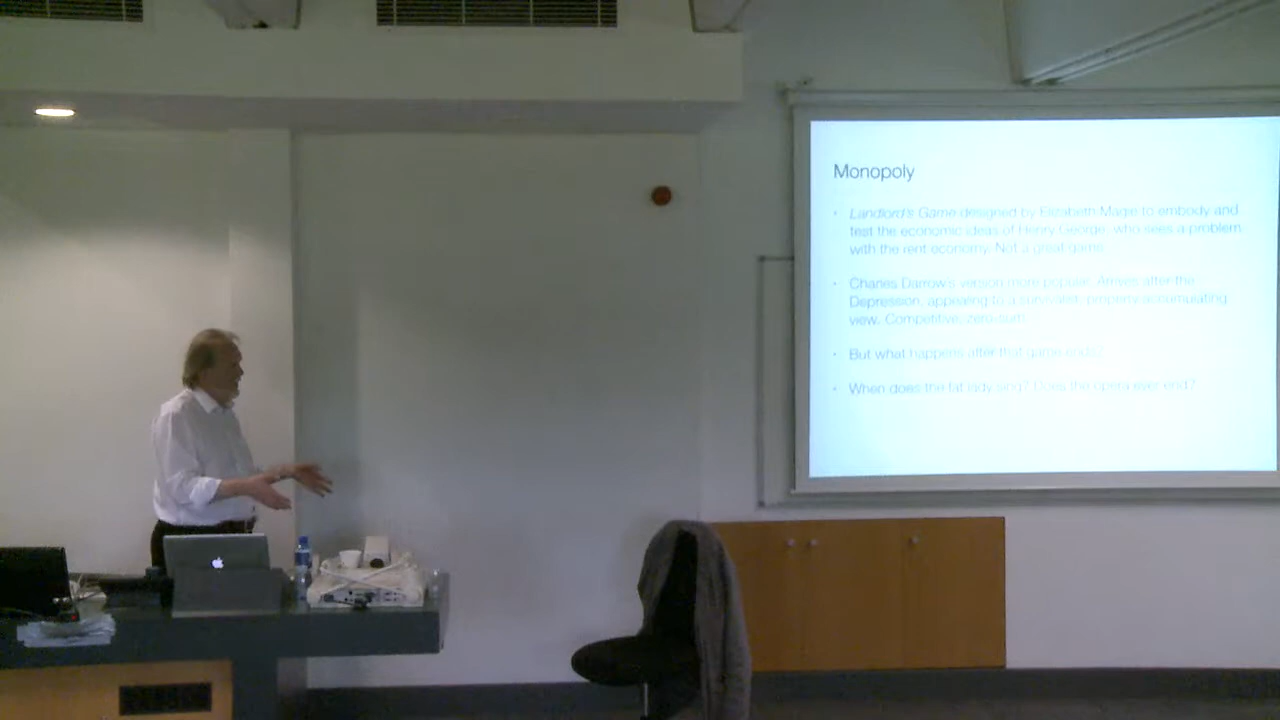 Monopoly
Landlord's Game designed by Elizabeth Magie to embody and
test the economic ideas of Henry George, who sees a problem
with the rent economy. Not a great game.
Charles Darrow's version more popular. Arrives after the
Depression, appealing to a survivalist, property-accumulating
view. Competitive, zero-sum.
But what happens after that game ends?
When does the fat lady sing? Does the opera ever end?